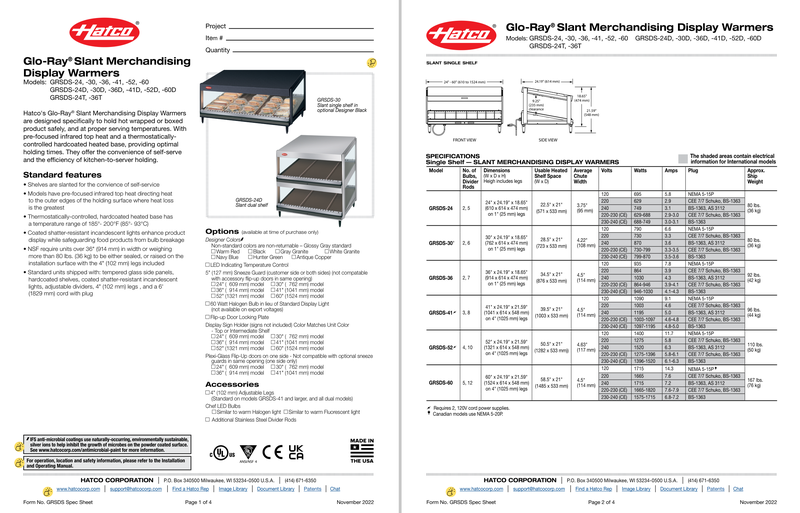 HATCO
Project
Item #
Quantity
Glo-Ray® Slant Merchandising
Display Warmers
Models: GRSDS-24, -30, -36, -41, -52, -60
GRSDS-24D, -30D, -36D, -41D, -52D, -60D
GRSDS-24T, -36T
Hatco's Glo-Ray® Slant Merchandising Display Warmers
are designed specifically to hold hot wrapped or boxed
product safely, and at proper serving temperatures. With
pre-focused infrared top heat and a thermostatically-
controlled hardcoated heated base, providing optimal
holding times. They offer the convenience of self-serve
and the efficiency of kitchen-to-server holding.
Standard features
• Shelves are slanted for the convience of self-service
• Models have pre-focused infrared top heat directing heat
to the outer edges of the holding surface where heat loss
is the greatest
• Thermostatically-controlled, hardcoated heated base has
a temperature range of 185°- 200°F (85°- 93°C)
• Coated shatter-resistant incandescent lights enhance product
display while safeguarding food products from bulb breakage
• NSF require units over 36" (914 mm) in width or weighing
more than 80 lbs. (36 kg) to be either sealed, or raised on the
installation surface with the 4" (102 mm) legs (standard)
• Standard units shipped with: tempered glass side panels,
hardcoated shelves, coated shatter-resistant incandescent
lights, adjustable dividers, 4" (102 mm) legs , and a 6'
(1829 mm) cord with plug
GRSDS-30
Slant single shelf in
optional Designer Black
GRSDS-24D
Slant dual shelf
Options (available at time of purchase only)
Designer Colors
Non-standard colors are non-returnable – Glossy Gray standard
□Warm Red □Black □Gray Granite □White Granite
□Navy Blue □Hunter Green □Antique Copper
□LED Indicating Temperature Control
5" (127 mm) Sneeze Guard (customer side or both sides) (not compatible
with accessory flip-up doors in same opening).
□24" ( 609 mm) model □30" ( 762 mm) model
□36" ( 914 mm) model □41" (1041 mm) model
□52" (1321 mm) model □60" (1524 mm) model
□60 Watt Halogen Bulb in lieu of Standard Display Light
(not available on export voltages)
□Flip-up Door Locking Plate
Display Sign Holder (signs not included) Color Matches Unit Color
- Top or Intermediate Shelf
□24" ( 609 mm) model □30" ( 762 mm) model
□36" ( 914 mm) model □41" (1041 mm) model
□52" (1321 mm) model □60" (1524 mm) model
Plexi-Glass Flip-Up doors on one side - Not compatible with optional sneeze
guards in same opening (one side only)
□24" ( 609 mm) model □30" ( 762 mm) model
□36" ( 914 mm) model □41" (1041 mm) model
Accessories
□4" (102 mm) Adjustable Legs
(Standard on models GRSDS-41 and larger, and all dual models)
Chef LED Bulbs
□Similar to warm Halogen light □Similar to warm Fluorescent light
□ Additional Stainless Steel Divider Rods
IFS anti-microbial coatings use naturally-occurring, environmentally sustainable,
silver ions to help inhibit the growth of microbes on the powder coated surface.
See www.hatcocorp.com/antimicrobial-paint for more information.
For operation, location and safety information, please refer to the Installation
and Operating Manual.
c UL US
ANSI/NSF 4
CE
UK CA
MADE IN
THE USA
HATCO CORPORATION | P.O. Box 340500 Milwaukee, WI 53234-0500 U.S.A. | (414) 671-6350
www.hatcocorp.com | support@hatcocorp.com | Find a Hatco Rep | Image Library | Document Library | Patents | Chat
Form No. GRSDS Spec Sheet Page 1 of 4 November 2022
HATCO
Glo-Ray® Slant Merchandising Display Warmers
Models: GRSDS-24, -30, -36, -41, -52, -60 GRSDS-24D, -30D, -36D, -41D, -52D, -60D
GRSDS-24T, -36T
SLANT SINGLE SHELF
24" - 60" (610 to 1524 mm)
24.19" (614 mm)
9.25"
(235 mm)
clearance
18.65"
(474 mm)
21.59"
(548 mm)
FRONT VIEW
SIDE VIEW
SPECIFICATIONS
Single Shelf — SLANT MERCHANDISING DISPLAY WARMERS
The shaded areas contain electrical
information for International models
Model | No. of Bulbs, Divider Rods | Dimensions (W x D x H) Heigh includes legs | Usable Heated Shelf Space (W x D) | Average Chute Width | Volts | Watts | Amps | Plug | Approx. Ship Weight
GRSDS-24 | 2, 5 | 24" x 24.19" x 18.65" (610 x 614 x 474 mm) on 1" (25 mm) legs | 22.5" x 21" (571 x 533 mm) | 3.75" (95 mm) | 80 lbs. (36 kg)
120 | 695 | 5.8 | NEMA 5-15P
220 | 629 | 2.9 | CEE 7/7 Schuko, BS-1363
240 | 749 | 3.1 | BS-1363, AS 3112
220-230 (CE) | 629-688 | 2.9-3.0 | CEE 7/7 Schuko, BS-1363
230-240 (CE) | 688-749 | 3.0-3.1 | BS-1363
GRSDS-30 | 2, 6 | 30" x 24.19" x 18.65" (762 x 614 x 474 mm) on 1" (25 mm) legs | 28.5" x 21" (723 x 533 mm) | 4.22" (108 mm) | 80 lbs. (36 kg)
120 | 790 | 6.8 | NEMA 5-15P
220 | 730 | 3.3 | CEE 7/7 Schuko, BS-1363
240 | 870 | 3.6 | BS-1363, AS 3112
220-230 (CE) | 730-799 | 3.3-3.5 | CEE 7/7 Schuko, BS-1363
230-240 (CE) | 799-870 | 3.5-3.6 | BS-1363
GRSDS-36 | 2, 7 | 36" x 24.19" x 18.65" (914 x 614 x 474 mm) on 1" (25 mm) legs | 34.5" x 21" (876 x 533 mm) | 4.5" (114 mm) | 92 lbs. (42 kg)
120 | 935 | 7.8 | NEMA 5-15P
220 | 864 | 3.9 | CEE 7/7 Schuko, BS-1363
240 | 1030 | 4.3 | BS-1363, AS 3112
220-230 (CE) | 864-946 | 3.9-4.1 | CEE 7/7 Schuko, BS-1363
230-240 (CE) | 946-1030 | 4.1-4.3 | BS-1363
GRSDS-41 | 3, 8 | 41" x 24.19" x 21.59" (1041 x 614 x 548 mm) on 4" (1025 mm) legs | 39.5" x 21" (1003 x 533 mm) | 4.5" (114 mm) | 96 lbs. (44 kg)
120 | 1090 | 9.1 | NEMA 5-15P
220 | 1003 | 4.6 | CEE 7/7 Schuko, BS-1363
240 | 1195 | 5.0 | BS-1363, AS 3112
220-230 (CE) | 1003-1097 | 4.6-4.8 | CEE 7/7 Schuko, BS-1363
230-240 (CE) | 1097-1195 | 4.8-5.0 | BS-1363
GRSDS-52 | 4, 10 | 52" x 24.19" x 21.59" (1321 x 614 x 548 mm) on 4" (1025 mm) legs | 50.5" x 21" (1282 x 533 mm) | 4.63" (117 mm) | 110 lbs. (50 kg)
120 | 1400 | 11.7 | NEMA 5-15P
220 | 1275 | 5.8 | CEE 7/7 Schuko, BS-1363
240 | 1520 | 6.3 | BS-1363, AS 3112
220-230 (CE) | 1275-1396 | 5.8-6.1 | CEE 7/7 Schuko, BS-1363
230-240 (CE) | 1396-1520 | 6.1-6.3 | BS-1363
GRSDS-60 | 5, 12 | 60" x 24.19" x 21.59" (1524 x 614 x 548 mm) on 4" (1025 mm) legs | 58.5" x 21" (1485 x 533 mm) | 4.5" (114 mm) | 167 lbs. (76 kg)
120 | 1715 | 14.3 | NEMA 5-15P
220 | 1665 | 7.6 | CEE 7/7 Schuko, BS-1363
240 | 1715 | 7.2 | BS-1363, AS 3112
220-230 (CE) | 1665-1820 | 7.6-7.9 | CEE 7/7 Schuko, BS-1363
230-240 (CE) | 1575-1715 | 6.8-7.2 | BS-1363
Requires 2, 120V cord power supplies.
Canadian models use NEMA 5-20P.
HATCO CORPORATION | P.O. Box 340500 Milwaukee, WI 53234-0500 U.S.A. | (414) 671-6350
www.hatcocorp.com | support@hatcocorp.com | Find a Hatco Rep | Image Library | Document Library | Patents | Chat
Form No. GRSDS Spec Sheet Page 2 of 4 November 2022